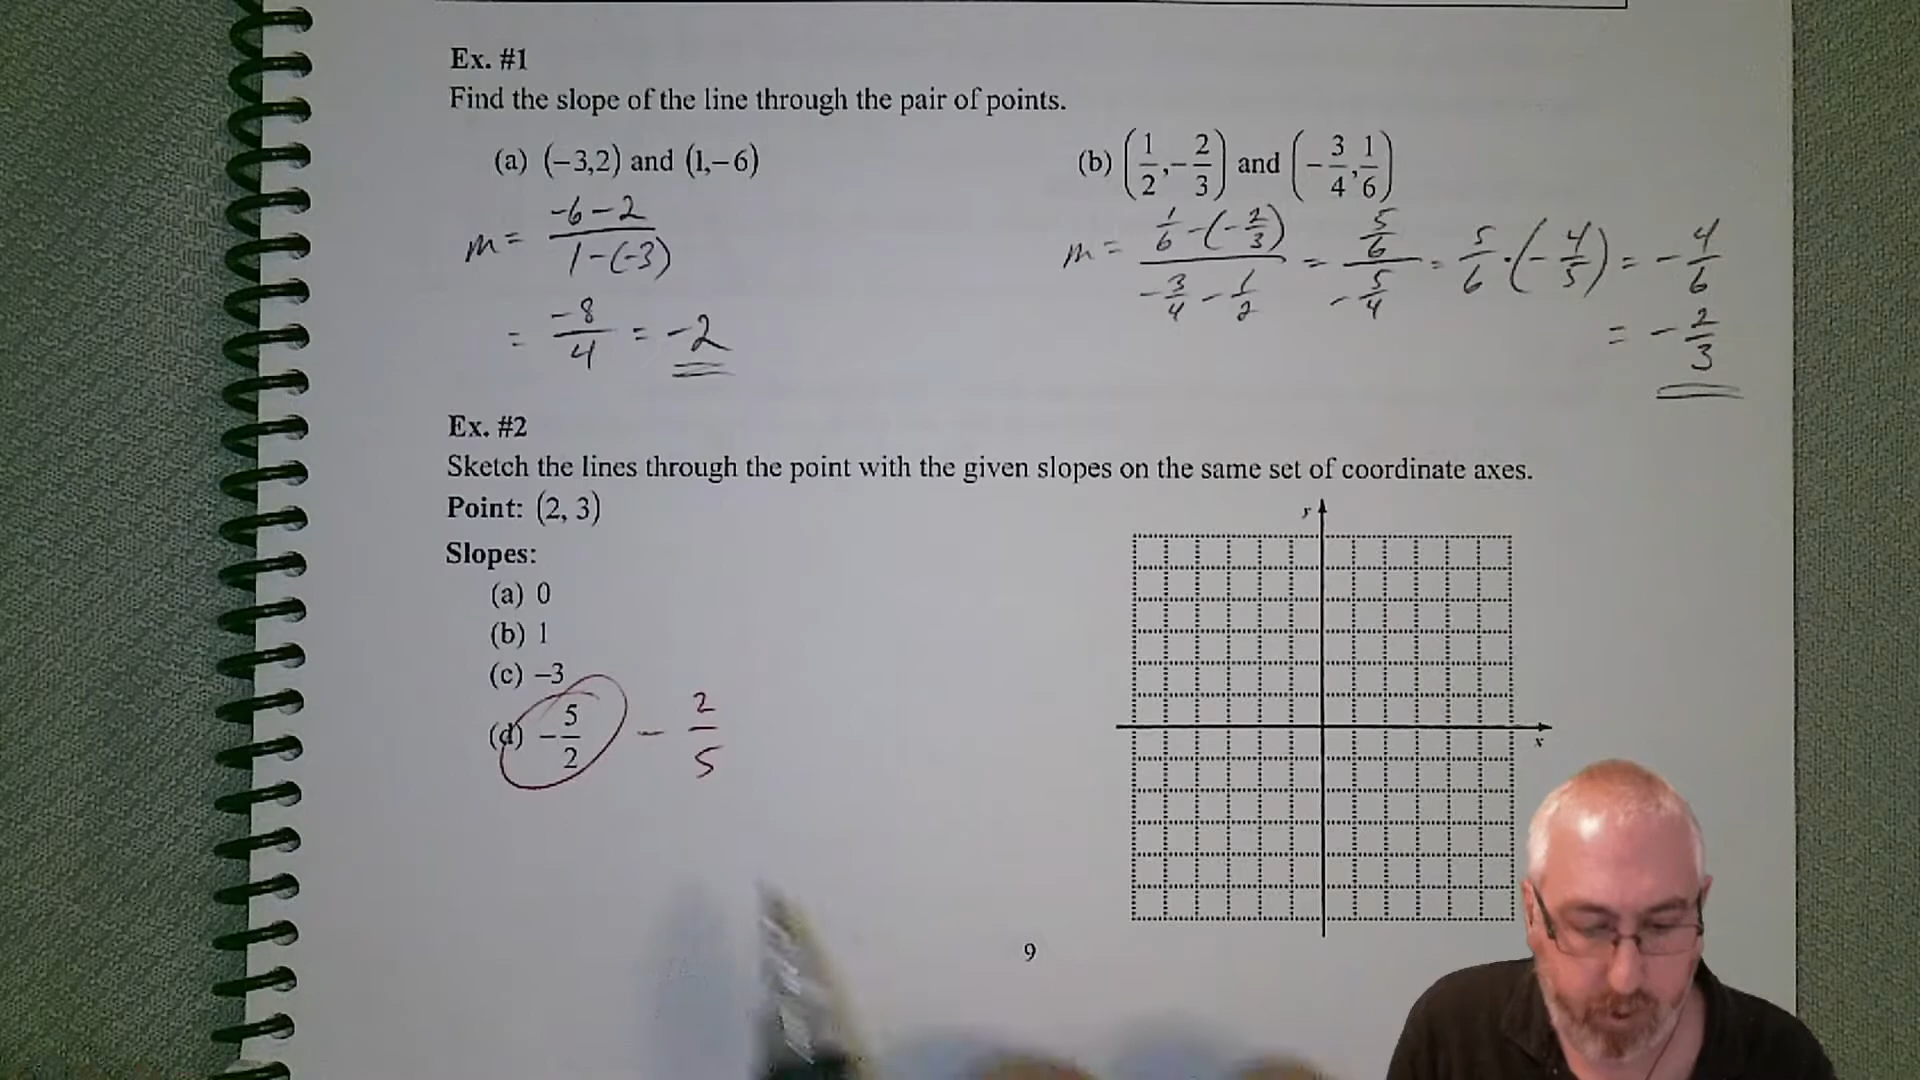 Ex. #1
Find the slope of the line through the pair of points.
(a) (−3,2) and (1,−6)
m = (-6-2)/(1-(-3))
= -8/4 = -2
(b) (1/2, −2/3) and (−3/4, 1/6)
m = (1/6-(-2/3))/(-3/4-1/2) = (5/6)/(-5/4) = 5/6·(-4/5) = -4/6
= -2/3
Ex. #2
Sketch the lines through the point with the given slopes on the same set of coordinate axes.
Point: (2, 3)
Slopes:
(a) 0
(b) 1
(c) −3
(d) −5/2 - 2/5
y
x
9